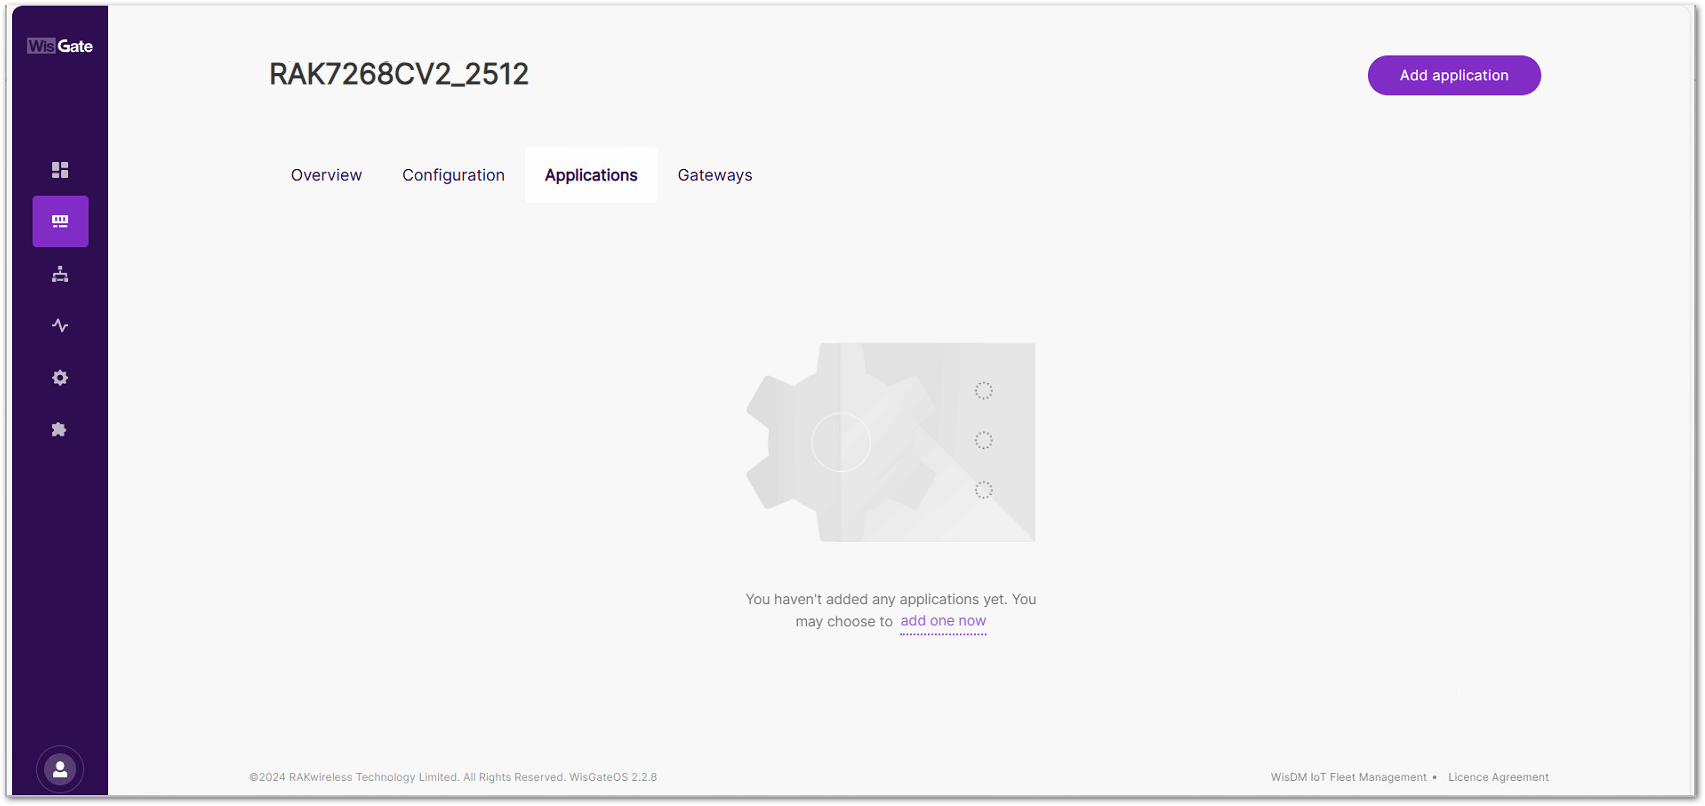 WisGate
RAK7268CV2_2512
Add application
Overview Configuration Applications Gateways
You haven't added any applications yet. You
may choose to add one now
©2024 RAKwireless Technology Limited. All Rights Reserved. WisGateOS 2.2.8
WisDM IoT Fleet Management • Licence Agreement